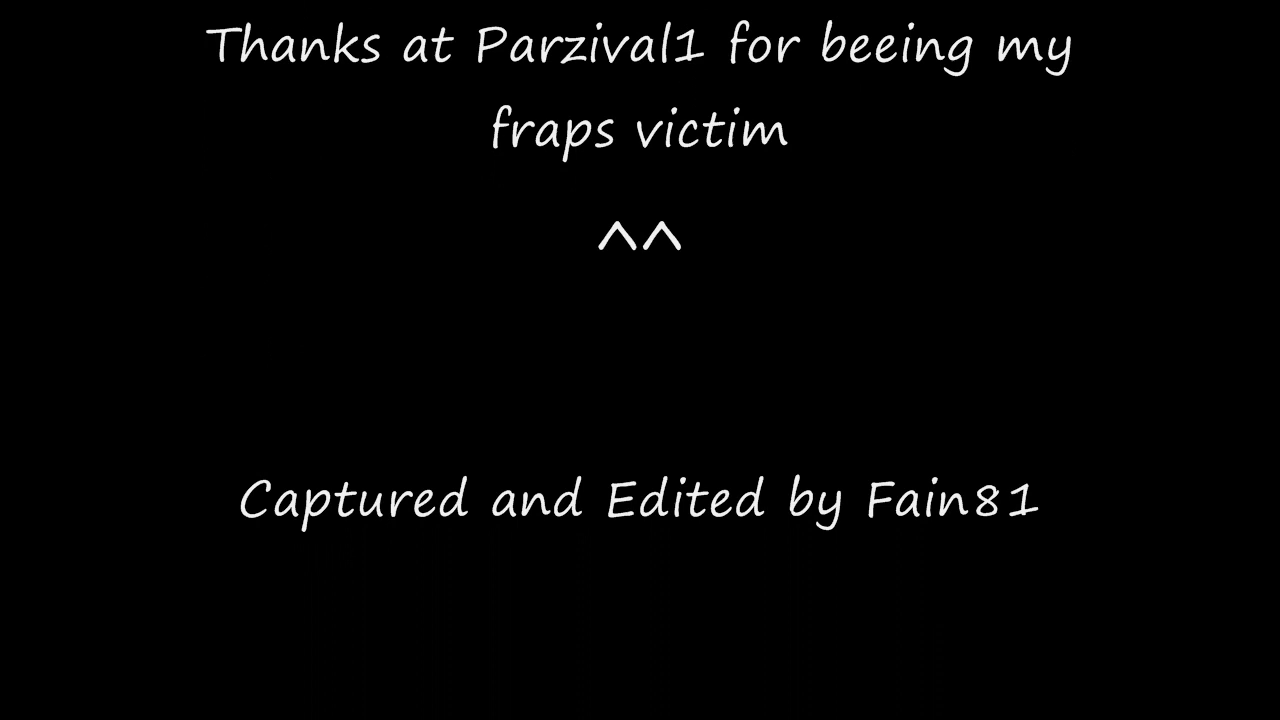 Thanks at Parzival1 for beeing my
fraps victim
^^
Captured and Edited by Fain81